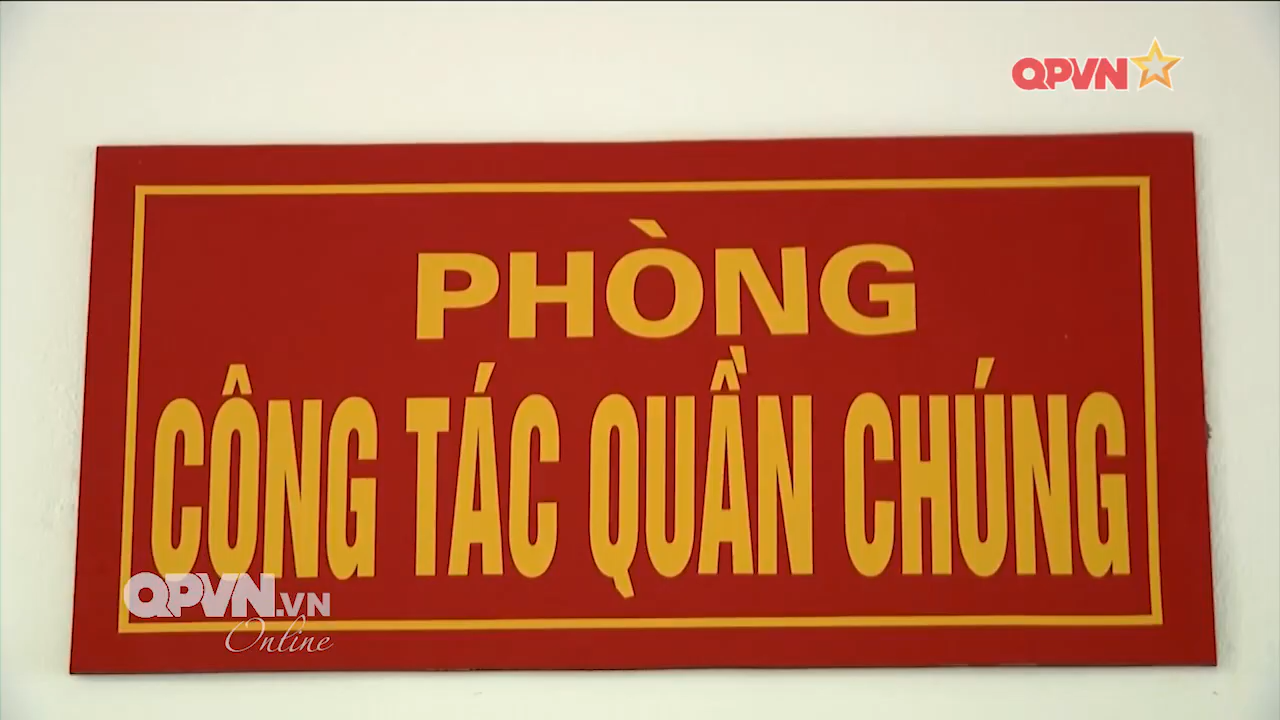 QPVN
PHÒNG
CÔNG TÁC QUẦN CHÚNG
QPVN.VN
Online